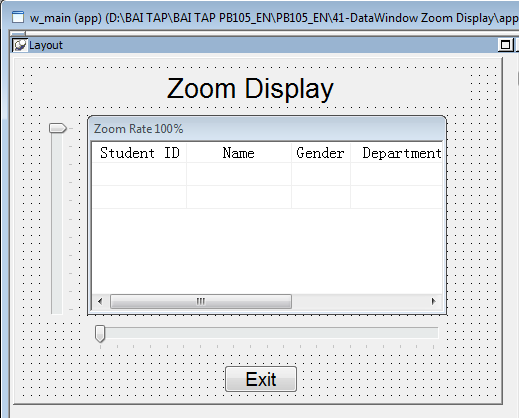 w_main (app) (D:\BAI TAP\BAI TAP PB105_EN\PB105_EN\41-DataWindow Zoom Display\app
Layout
Zoom Display
Zoom Rate 100%
Student ID Name Gender Department
Exit